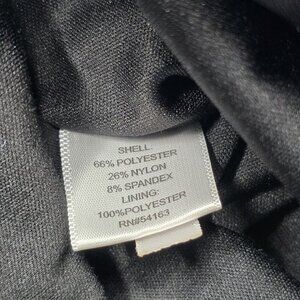 SHELL
66% POLYESTER
26% NYLON
8% SPANDEX
LINING:
100%POLYESTER
RN#54163